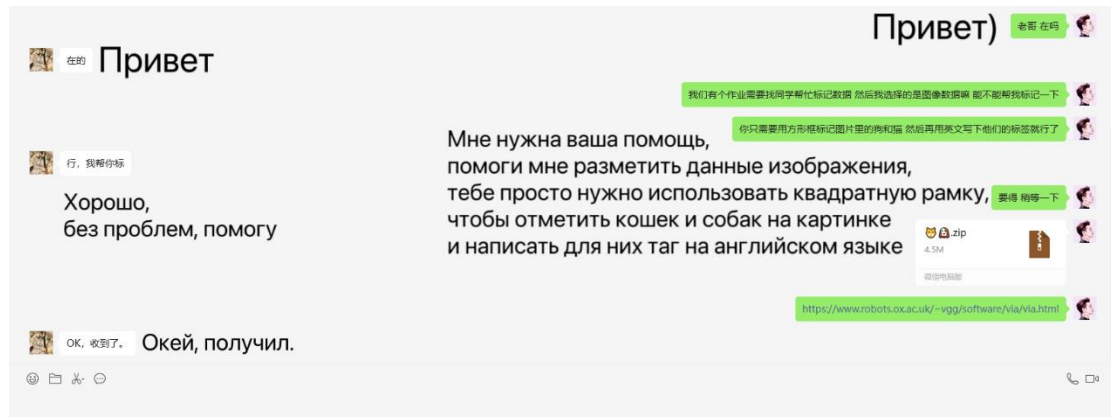 Привет) 老哥 在吗
在的 Привет
我们有个作业需要找同学帮忙标记数据 然后我选择的是图像数据嘛 能不能帮我标记一下
你只需要用方形框标记图片里的狗和猫 然后再用英文写下他们的标签就行了
Мне нужна ваша помощь,
помоги мне разметить данные изображения,
тебе просто нужно использовать квадратную рамку,
чтобы отметить кошек и собак на картинке
и написать для них таг на английском языке
行，我帮你标
Хорошо,
без проблем, помогу
要得 稍等一下
🐱🐶.zip
4.5M
微信电脑版
https://www.robots.ox.ac.uk/~vgg/software/via/via.html
OK, 收到了。 Окей, получил.